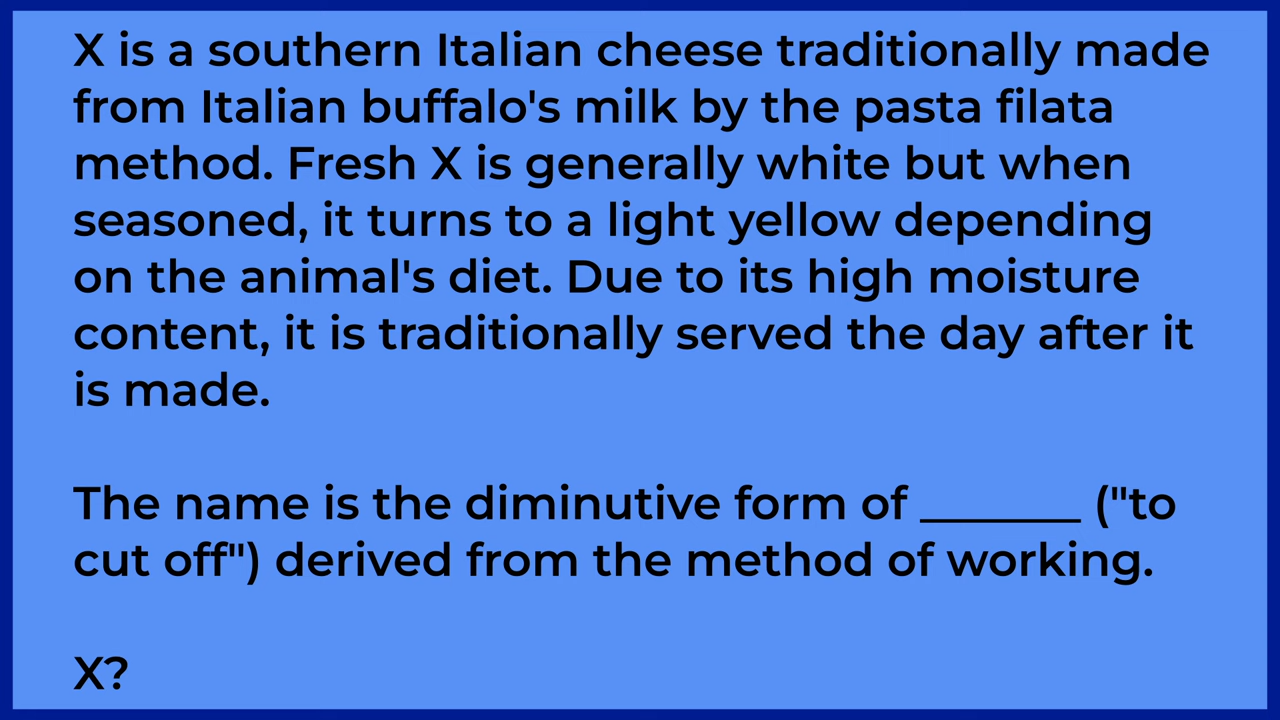 X is a southern Italian cheese traditionally made
from Italian buffalo's milk by the pasta filata
method. Fresh X is generally white but when
seasoned, it turns to a light yellow depending
on the animal's diet. Due to its high moisture
content, it is traditionally served the day after it
is made.
The name is the diminutive form of _______ ("to
cut off") derived from the method of working.
X?